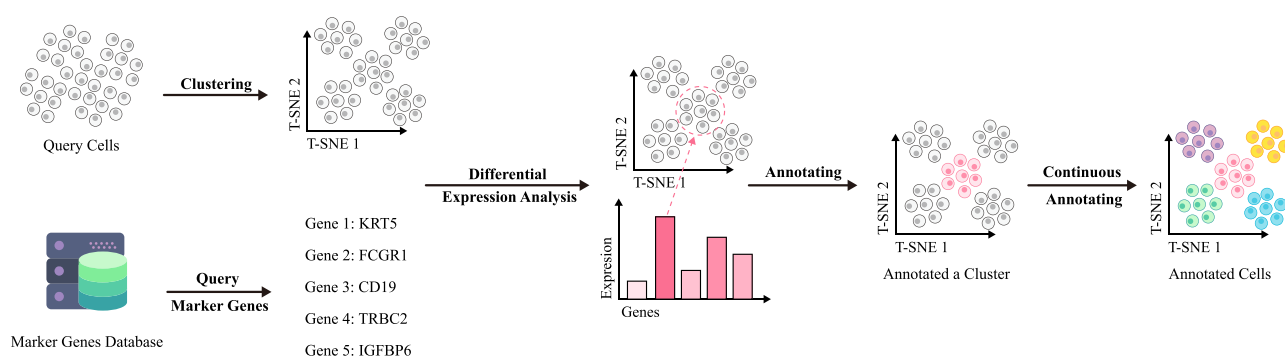 Query Cells
Clustering
T-SNE 2
T-SNE 1
Marker Genes Database
Query
Marker Genes
Gene 1: KRT5
Gene 2: FCGR1
Gene 3: CD19
Gene 4: TRBC2
Gene 5: IGFBP6
Differential
Expression Analysis
T-SNE 2
T-SNE 1
Expresion
Genes
Annotating
T-SNE 2
T-SNE 1
Annotated a Cluster
Continuous
Annotating
T-SNE 2
T-SNE 1
Annotated Cells